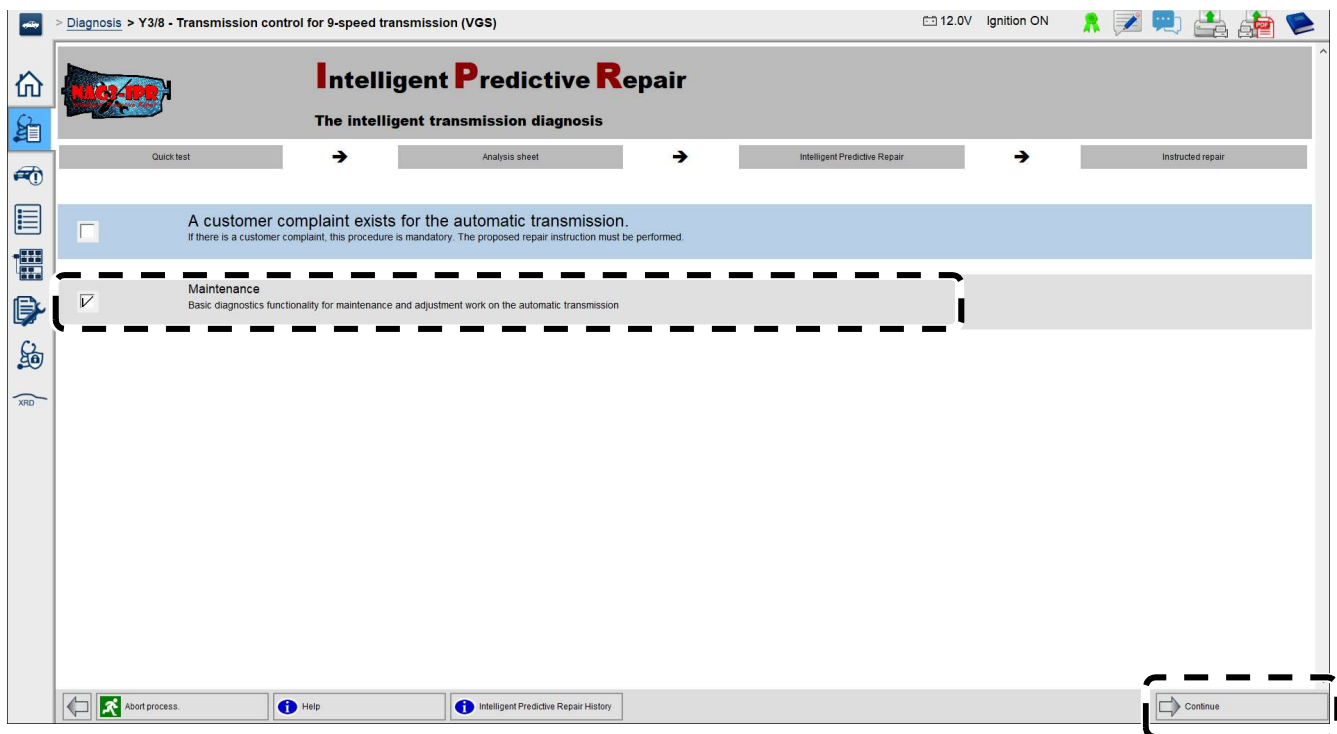 > Diagnosis > Y3/8 - Transmission control for 9-speed transmission (VGS)
12.0V Ignition ON
PDF
NAG3-IPR
Intelligent Predictive Repair
The intelligent transmission diagnosis
Quick test
Analysis sheet
Intelligent Predictive Repair
Instructed repair
A customer complaint exists for the automatic transmission.
If there is a customer complaint, this procedure is mandatory. The proposed repair instruction must be performed.
Maintenance
Basic diagnostics functionality for maintenance and adjustment work on the automatic transmission
XRD
Abort process.
Help
Intelligent Predictive Repair History
Continue